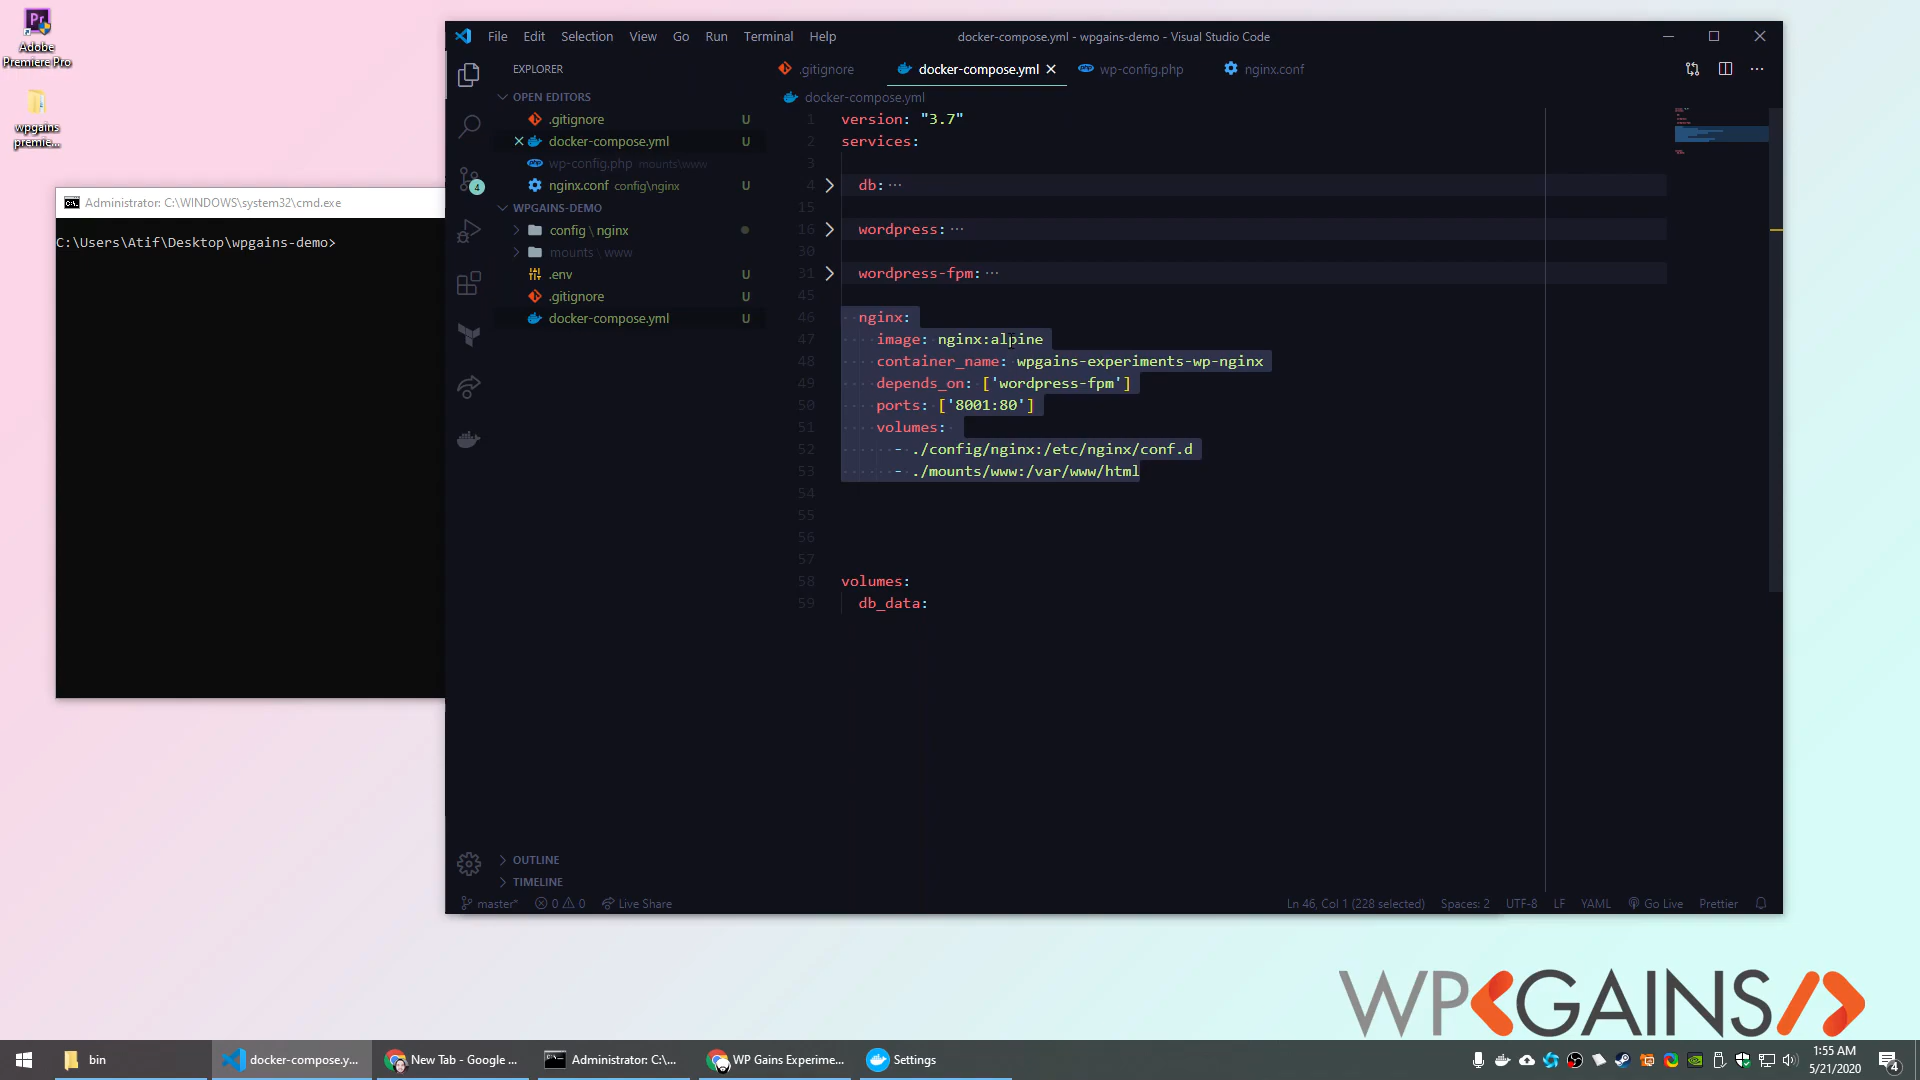 Adobe
Premiere Pro
wpgains
premie...
Administrator: C:\WINDOWS\system32\cmd.exe
C:\Users\Atif\Desktop\wpgains-demo>
File Edit Selection View Go Run Terminal Help
docker-compose.yml - wpgains-demo - Visual Studio Code
EXPLORER
OPEN EDITORS
.gitignore U
docker-compose.yml U
wp-config.php mounts\www
nginx.conf config\nginx U
WPGAINS-DEMO
config \ nginx
mounts \ www
.env U
.gitignore U
docker-compose.yml U
OUTLINE
TIMELINE
.gitignore docker-compose.yml wp-config.php nginx.conf
docker-compose.yml
1 version: "3.7"
2 services:
3
4 db:···
15
16 wordpress:···
30
31 wordpress-fpm:···
45
46 nginx:
47 image: nginx:alpine
48 container_name: wpgains-experiments-wp-nginx
49 depends_on: ['wordpress-fpm']
50 ports: ['8001:80']
51 volumes:
52 - ./config/nginx:/etc/nginx/conf.d
53 - ./mounts/www:/var/www/html
54
55
56
57
58 volumes:
59 db_data:
4
master* 0 0 Live Share
Ln 46, Col 1 (228 selected) Spaces: 2 UTF-8 LF YAML Go Live Prettier
WPGAINS
bin
docker-compose.y...
New Tab - Google ...
Administrator: C:\...
WP Gains Experime...
Settings
1:55 AM
5/21/2020
4